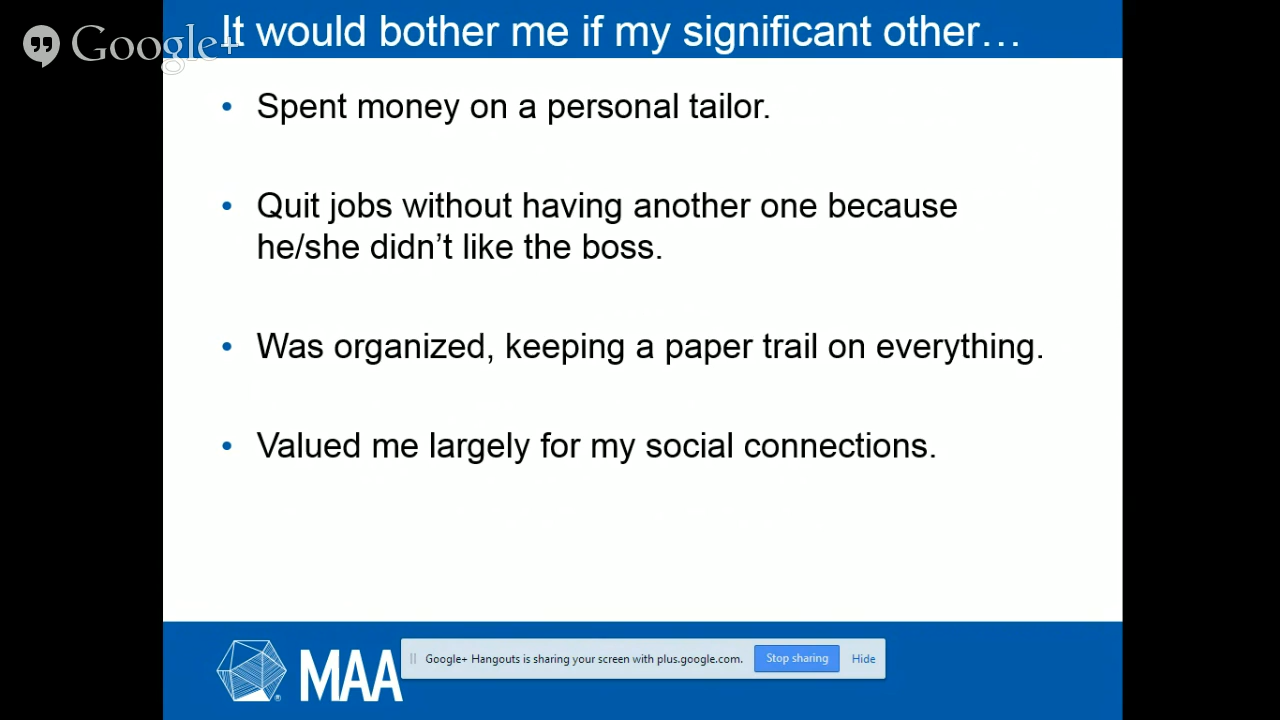 It would bother me if my significant other…
Google+
• Spent money on a personal tailor.
• Quit jobs without having another one because
he/she didn’t like the boss.
• Was organized, keeping a paper trail on everything.
• Valued me largely for my social connections.
MAA
®
Google+ Hangouts is sharing your screen with plus.google.com. Stop sharing Hide